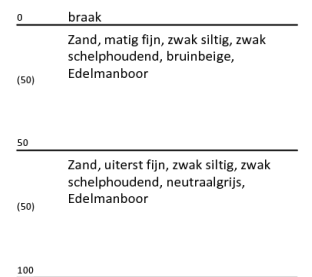 0 braak
Zand, matig fijn, zwak siltig, zwak
schelphoudend, bruinbeige,
Edelmanboor
(50)
50
Zand, uiterst fijn, zwak siltig, zwak
schelphoudend, neutraalgrijs,
Edelmanboor
(50)
100